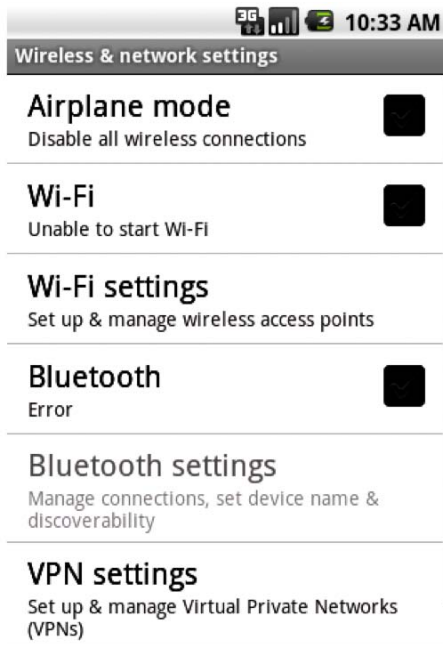 3G 10:33 AM
Wireless & network settings
Airplane mode
Disable all wireless connections
Wi-Fi
Unable to start Wi-Fi
Wi-Fi settings
Set up & manage wireless access points
Bluetooth
Error
Bluetooth settings
Manage connections, set device name &
discoverability
VPN settings
Set up & manage Virtual Private Networks
(VPNs)